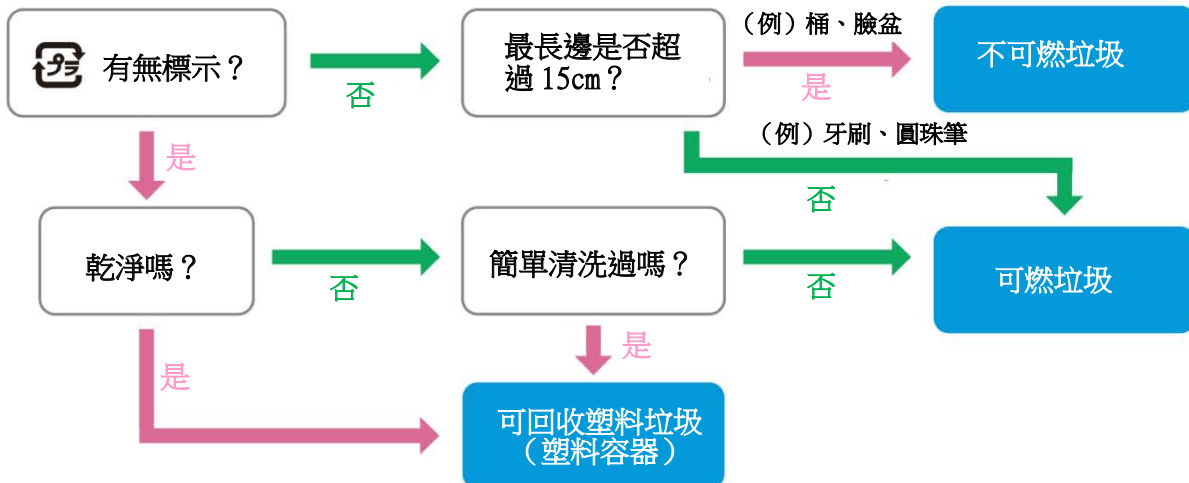 プラ 有無標示？
否
最長邊是否超
過 15cm？
（例）桶、臉盆
是
不可燃垃圾
（例）牙刷、圓珠筆
否
是
乾淨嗎？
否
簡單清洗過嗎？
否
可燃垃圾
是
是
可回收塑料垃圾
（塑料容器）